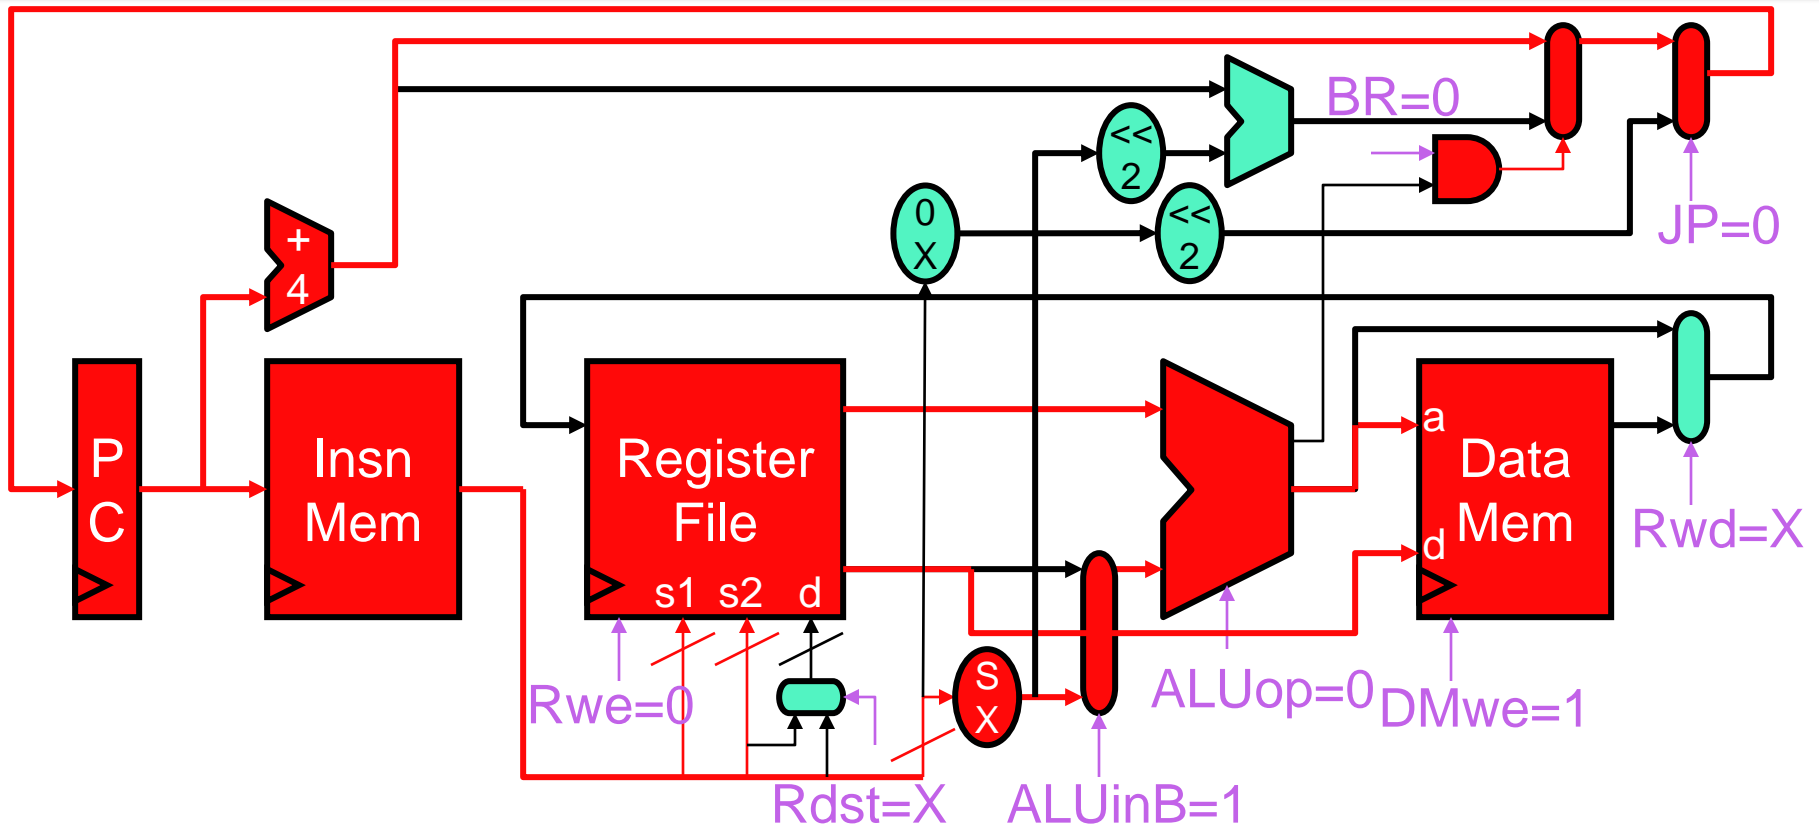 BR=0
<<
2
0
X
<<
2
JP=0
+
4
P
C
Insn
Mem
Register
File
s1 s2 d
a
Data
Mem
d
Rwd=X
S
X
Rwe=0
ALUop=0
DMwe=1
Rdst=X
ALUinB=1